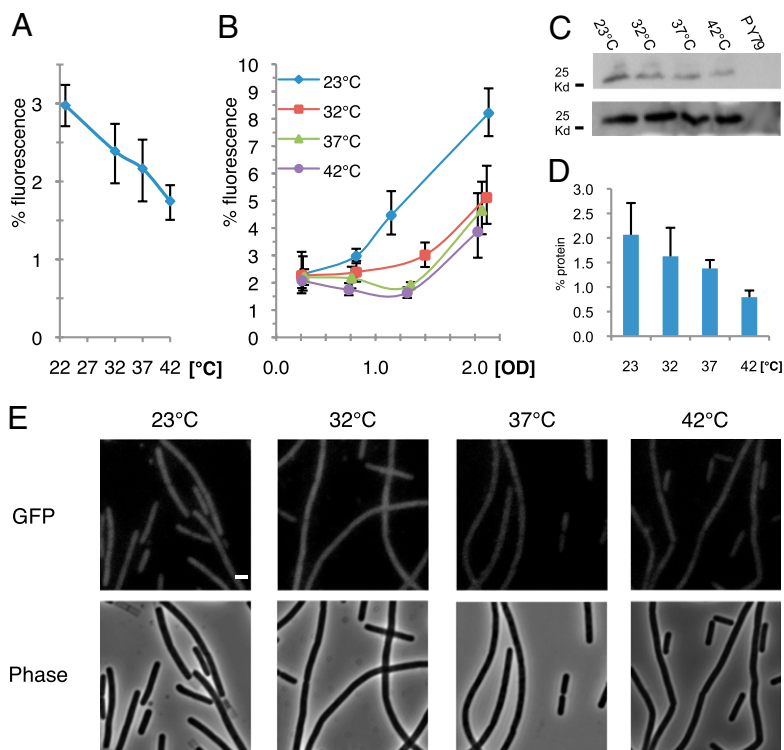 A
% fluorescence
3
2
1
0
22 27 32 37 42 [°C]
B
% fluorescence
10
9
8
7
6
5
4
3
2
1
0
23°C
32°C
37°C
42°C
0.0 1.0 2.0 [OD]
C
23°C 32°C 37°C 42°C PY79
25
Kd
25
Kd
D
% protein
3.0
2.5
2.0
1.5
1.0
0.5
0.0
23 32 37 42 [°C]
E
23°C 32°C 37°C 42°C
GFP
Phase